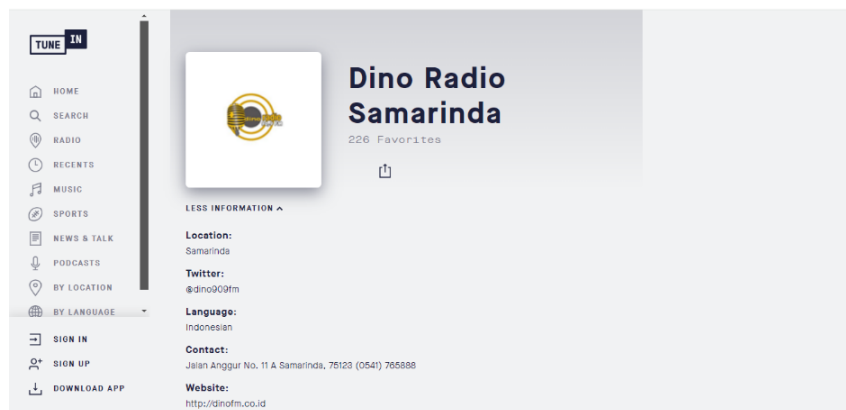 TUNE IN
HOME
SEARCH
RADIO
RECENTS
MUSIC
SPORTS
NEWS & TALK
PODCASTS
BY LOCATION
BY LANGUAGE
SIGN IN
SIGN UP
DOWNLOAD APP
Dino Radio
Samarinda
226 Favorites
LESS INFORMATION
Location:
Samarinda
Twitter:
@dino909fm
Language:
Indonesian
Contact:
Jalan Anggur No. 11 A Samarinda, 75123 (0541) 765888
Website:
http://dinofm.co.id